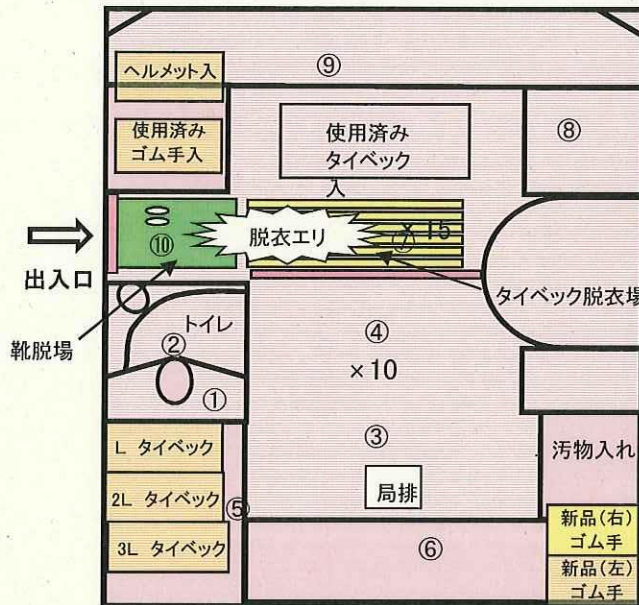 ヘルメット入
⑨
使用済み
ゴム手入
使用済み
タイベック
入
⑧
⑩
脱衣エリ
⑦
×15
出入口
タイベック脱衣場
靴脱場
トイレ
②
①
④
×10
③
局排
L タイベック
2L タイベック
3L タイベック
⑤
⑥
汚物入れ
新品(右)
ゴム手
新品(左)
ゴム手